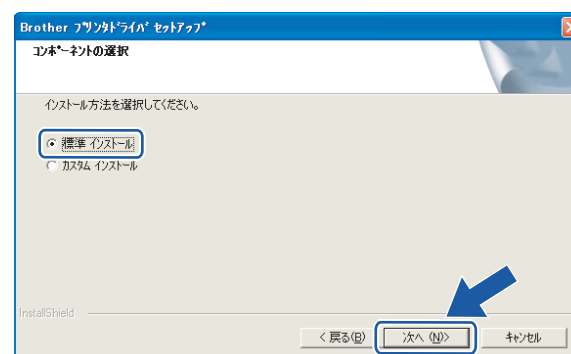 Brother プリンタドライバ セットアップ
コンポーネントの選択
インストール方法を選択してください。
標準 インストール
カスタム インストール
InstallShield
< 戻る(B)
次へ (N)>
キャンセル